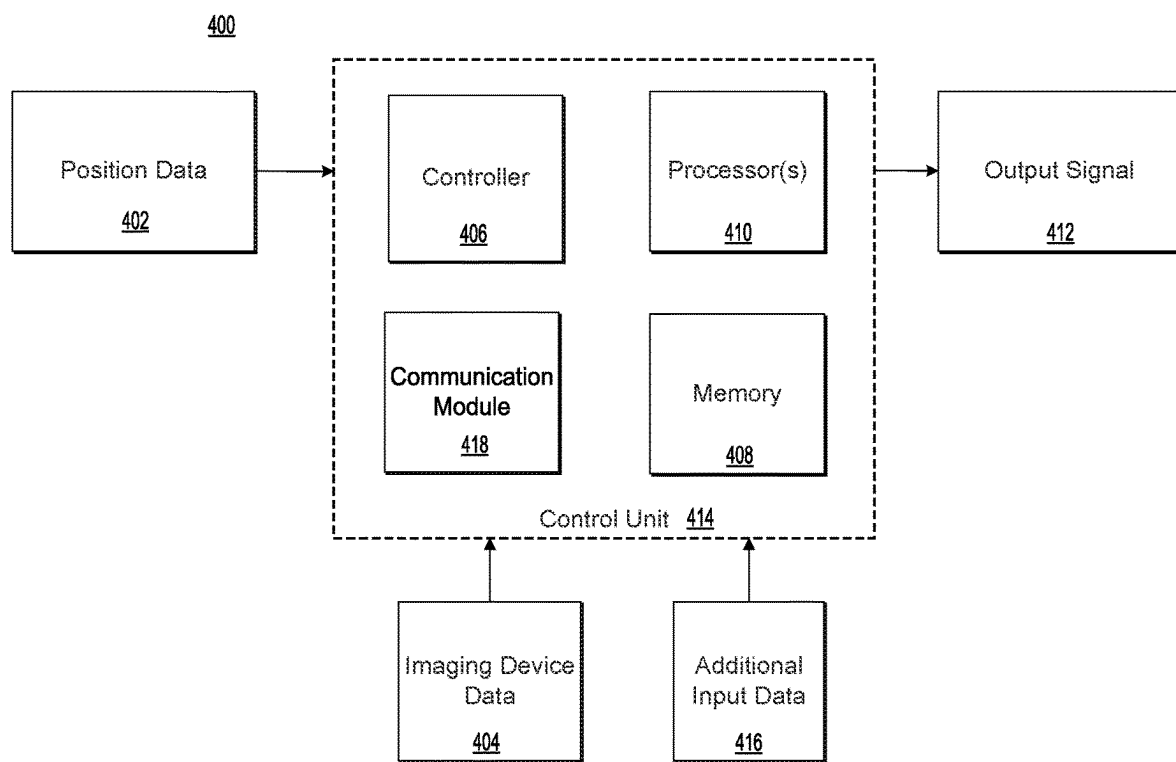 400
Position Data
402
Controller
406
Processor(s)
410
Output Signal
412
Communication
Module
418
Memory
408
Control Unit 414
Imaging Device
Data
404
Additional
Input Data
416